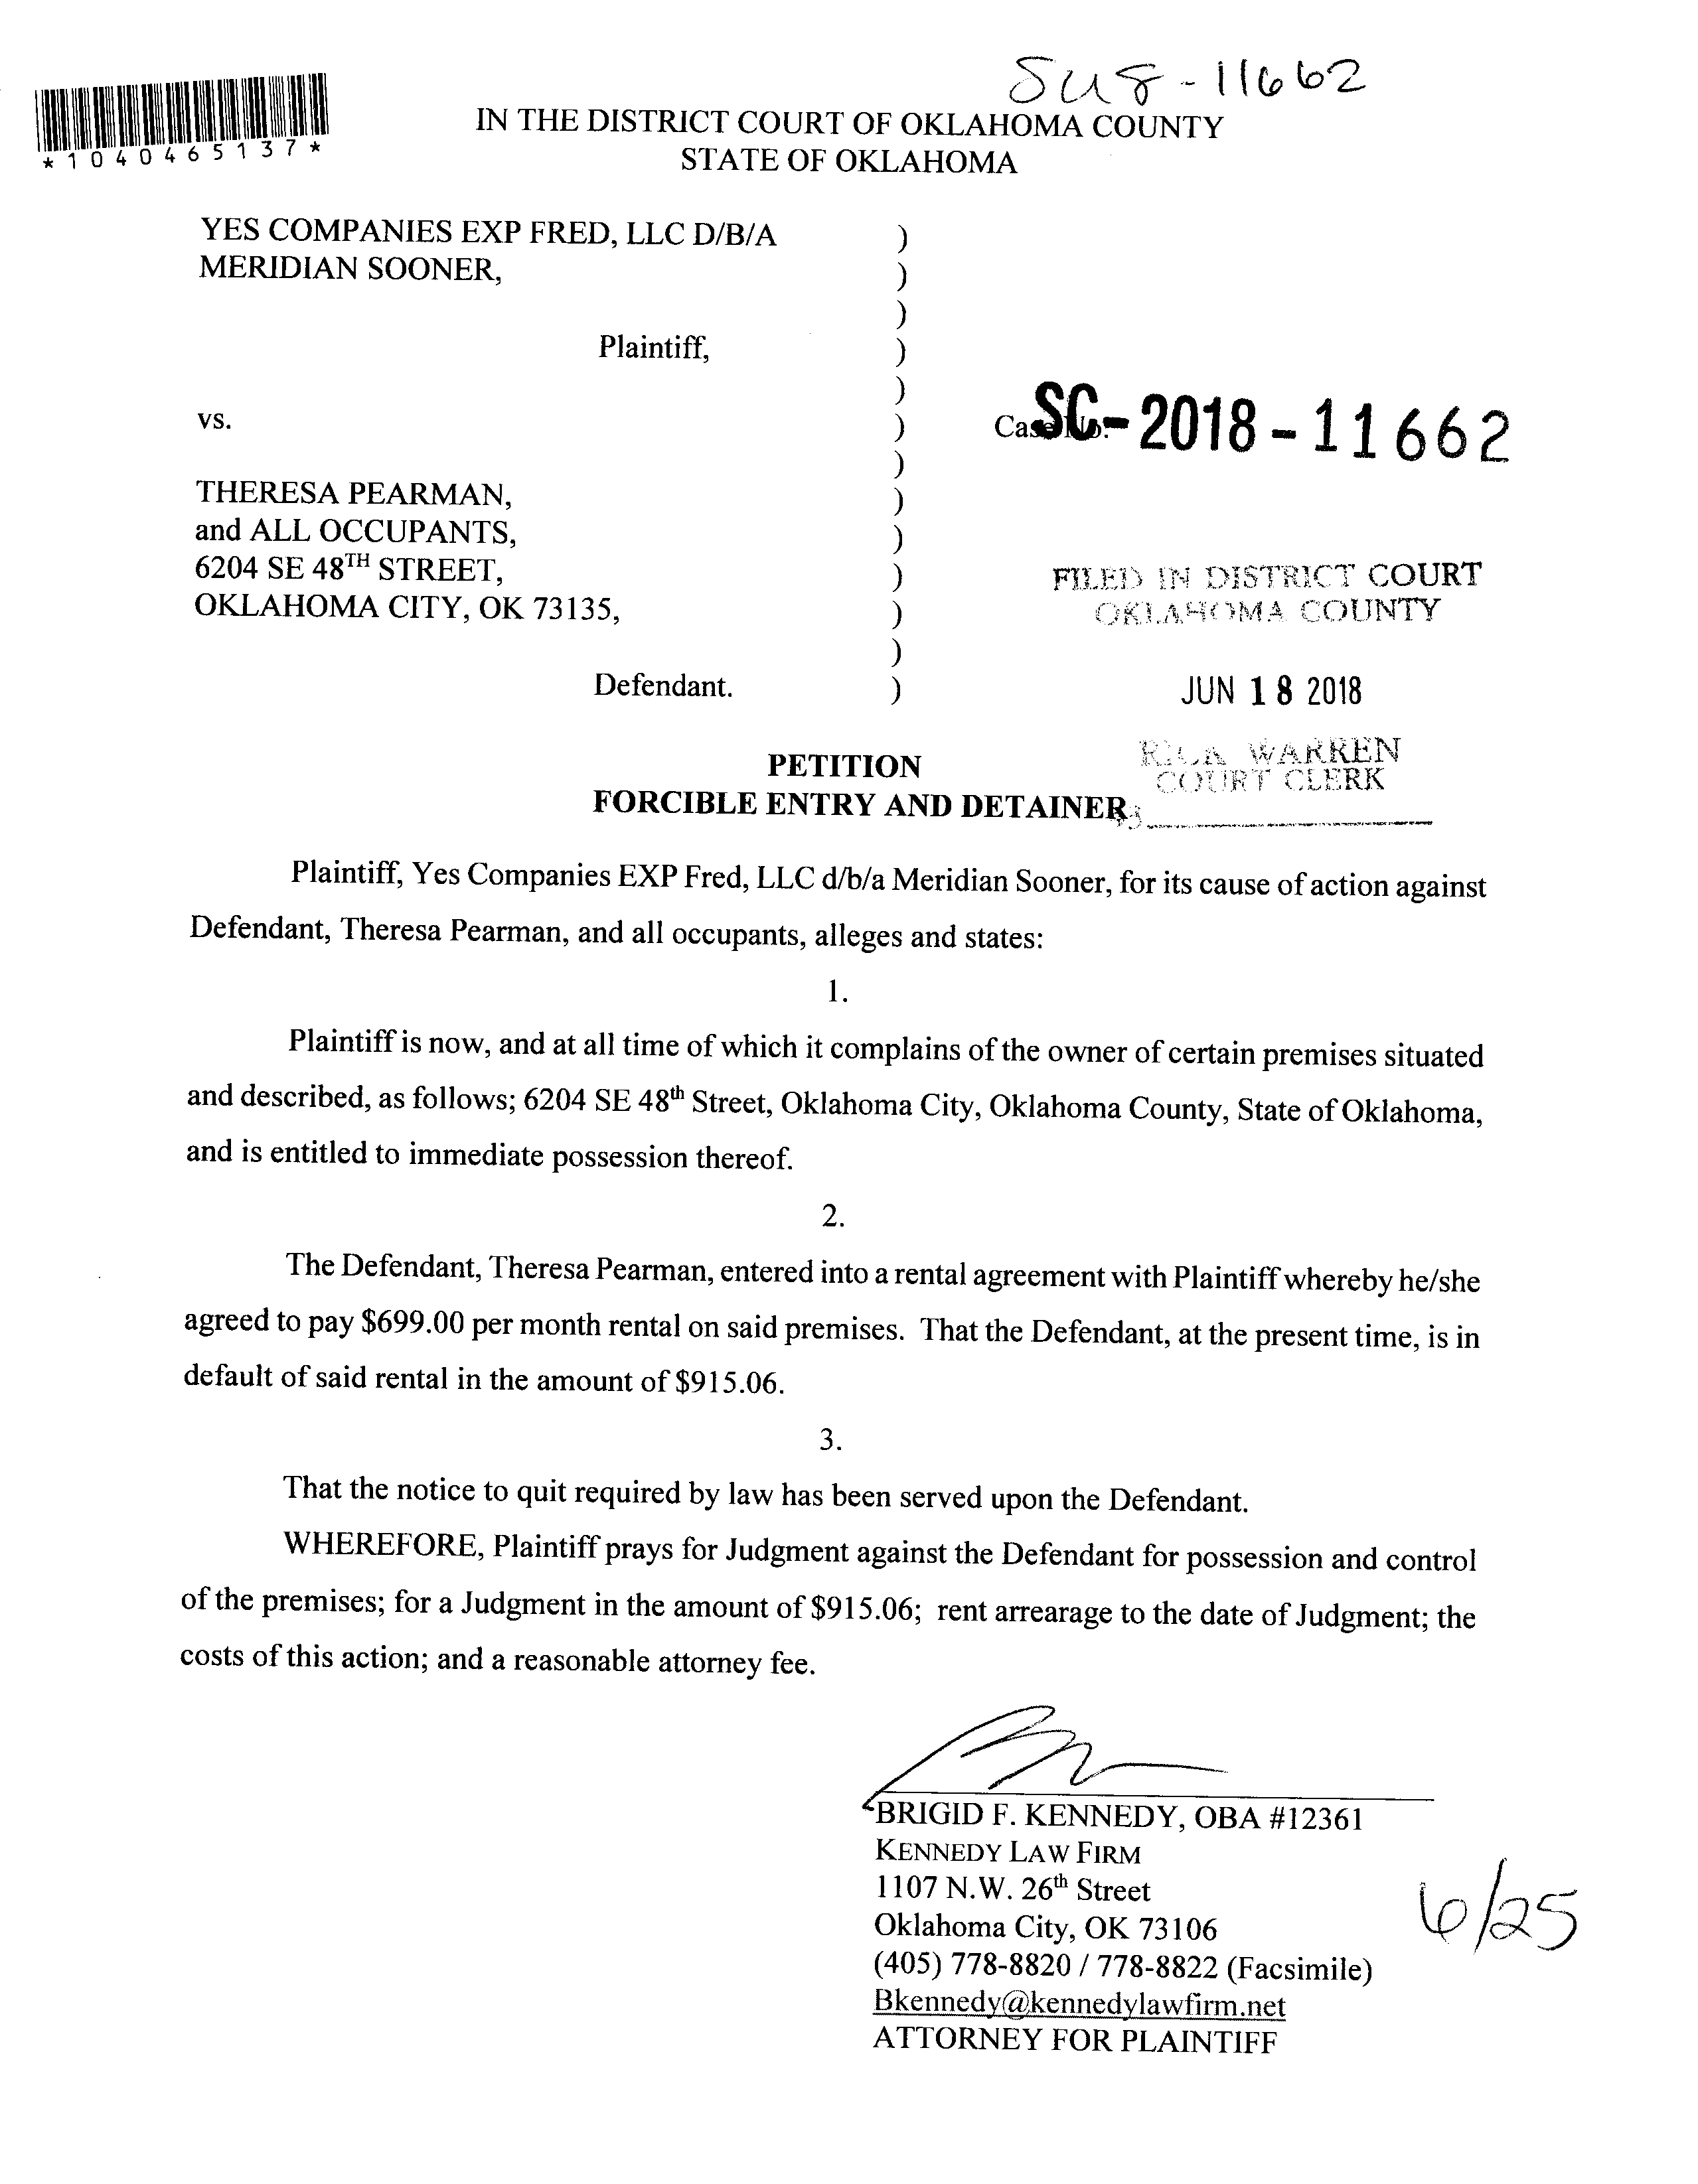 SC18-11662
*1040465137*
IN THE DISTRICT COURT OF OKLAHOMA COUNTY
STATE OF OKLAHOMA
YES COMPANIES EXP FRED, LLC D/B/A )
MERIDIAN SOONER, )
)
Plaintiff, )
)
vs. ) Case No. SC-2018-11662
)
THERESA PEARMAN, )
and ALL OCCUPANTS, )
6204 SE 48TH STREET, ) FILED IN DISTRICT COURT
OKLAHOMA CITY, OK 73135, ) OKLAHOMA COUNTY
)
Defendant. ) JUN 18 2018
PETITION
RICK WARREN
COURT CLERK
FORCIBLE ENTRY AND DETAINER
Plaintiff, Yes Companies EXP Fred, LLC d/b/a Meridian Sooner, for its cause of action against
Defendant, Theresa Pearman, and all occupants, alleges and states:
1.
Plaintiff is now, and at all time of which it complains of the owner of certain premises situated
and described, as follows; 6204 SE 48th Street, Oklahoma City, Oklahoma County, State of Oklahoma,
and is entitled to immediate possession thereof.
2.
The Defendant, Theresa Pearman, entered into a rental agreement with Plaintiff whereby he/she
agreed to pay $699.00 per month rental on said premises. That the Defendant, at the present time, is in
default of said rental in the amount of $915.06.
3.
That the notice to quit required by law has been served upon the Defendant.
WHEREFORE, Plaintiff prays for Judgment against the Defendant for possession and control
of the premises; for a Judgment in the amount of $915.06; rent arrearage to the date of Judgment; the
costs of this action; and a reasonable attorney fee.
BRIGID F. KENNEDY, OBA #12361
KENNEDY LAW FIRM
1107 N.W. 26th Street
Oklahoma City, OK 73106
(405) 778-8820 / 778-8822 (Facsimile)
Bkennedy@kennedylawfirm.net
ATTORNEY FOR PLAINTIFF
6/25